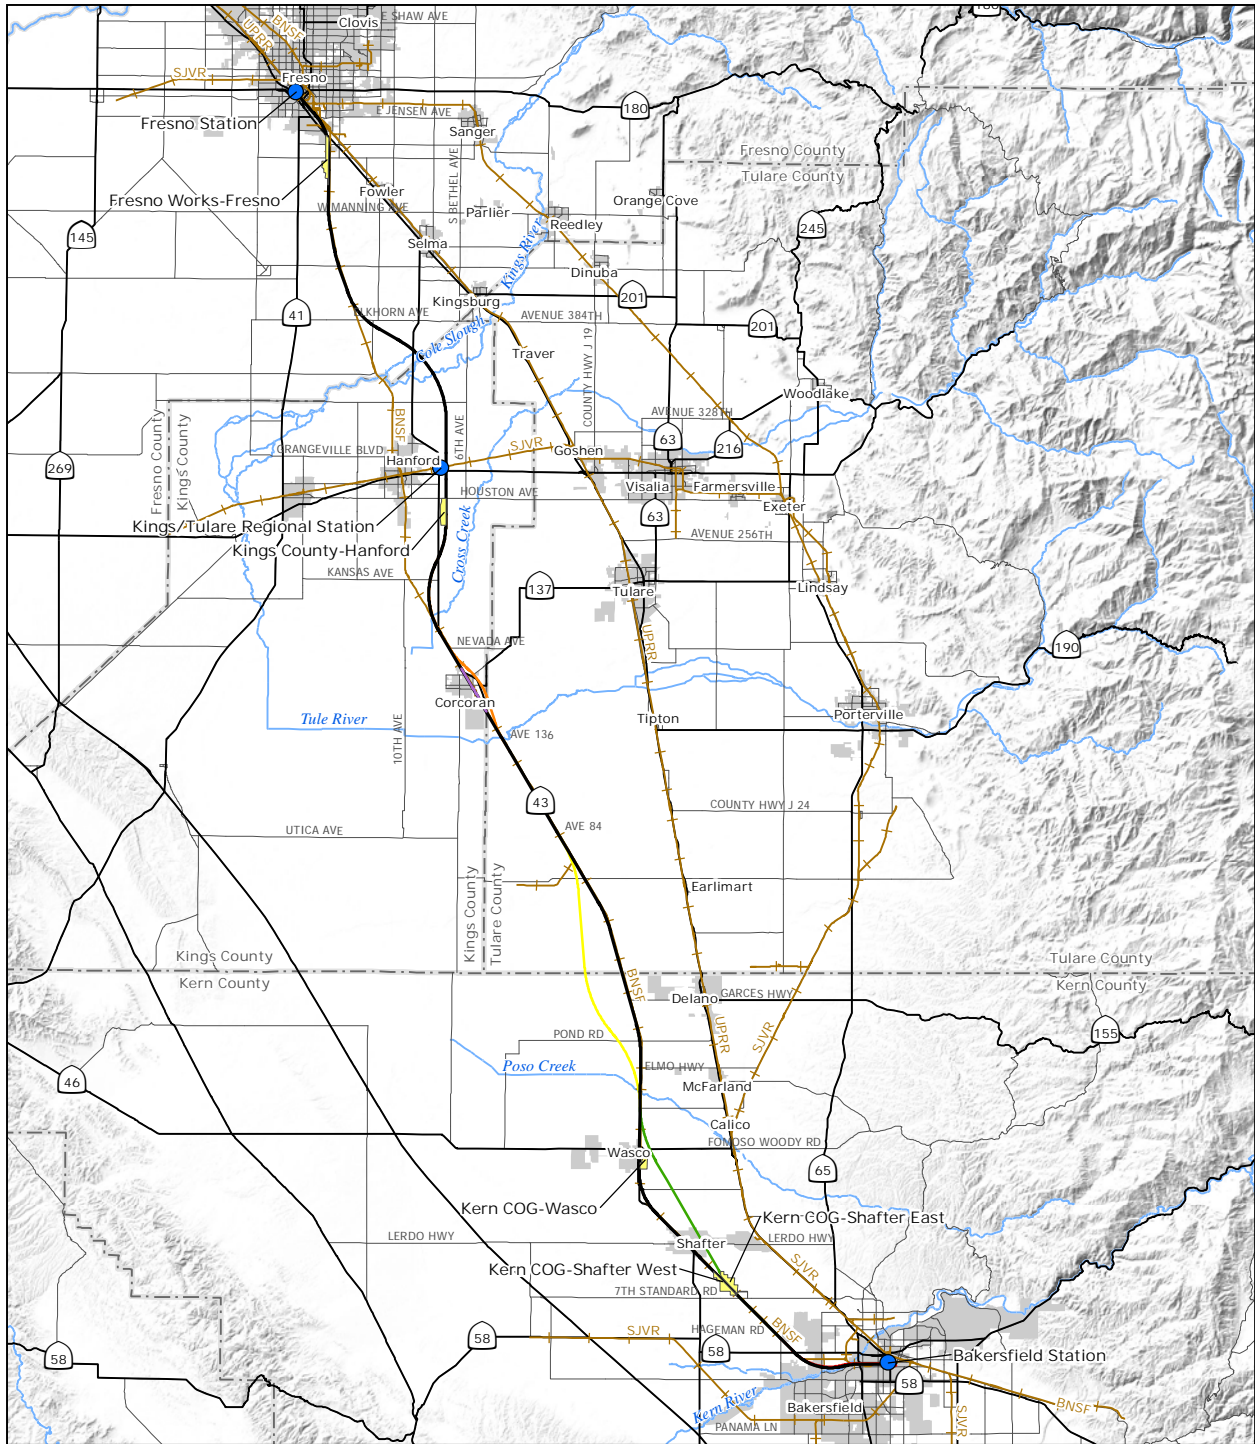 Clovis
E SHAW AVE
180
BNSF
UPRR
SJVR
Fresno
Fresno Station
E JENSEN AVE
Sanger
180
Fresno County
Tulare County
Fresno Works-Fresno
Fowler
W MANNING AVE
S BETHEL AVE
Parlier
Orange Cove
Reedley
245
145
Selma
Kings River
Dinuba
201
Kingsburg
41
ELKHORN AVE
AVENUE 384TH
201
Cole Slough
Traver
COUNTY HWY J 19
Woodlake
Fresno County
Kings County
BNSF
6TH AVE
AVENUE 328TH
63
216
GRANGEVILLE BLVD
SJVR
Goshen
Hanford
269
Visalia
Farmersville
HOUSTON AVE
Exeter
63
Kings/Tulare Regional Station
Kings County-Hanford
Cross Creek
AVENUE 256TH
KANSAS AVE
137
Tulare
Lindsay
NEVADA AVE
UPRR
190
Corcoran
Tule River
10TH AVE
AVE 136
Tipton
Porterville
43
COUNTY HWY J 24
UTICA AVE
AVE 84
Kings County
Tulare County
Earlimart
Kings County
Kern County
Tulare County
Kern County
BNSF
Delano
GARCES HWY
UPRR
SJVR
155
POND RD
Poso Creek
ELMO HWY
46
McFarland
Calico
FOMOSO WOODY RD
Wasco
65
Kern COG-Wasco
Kern COG-Shafter East
LERDO HWY
Shafter
LERDO HWY
Kern COG-Shafter West
SJVR
7TH STANDARD RD
58
SJVR
HAGEMAN RD
BNSF
58
58
Bakersfield Station
58
Kern River
Bakersfield
BNSF
SJVR
PANAMA LN